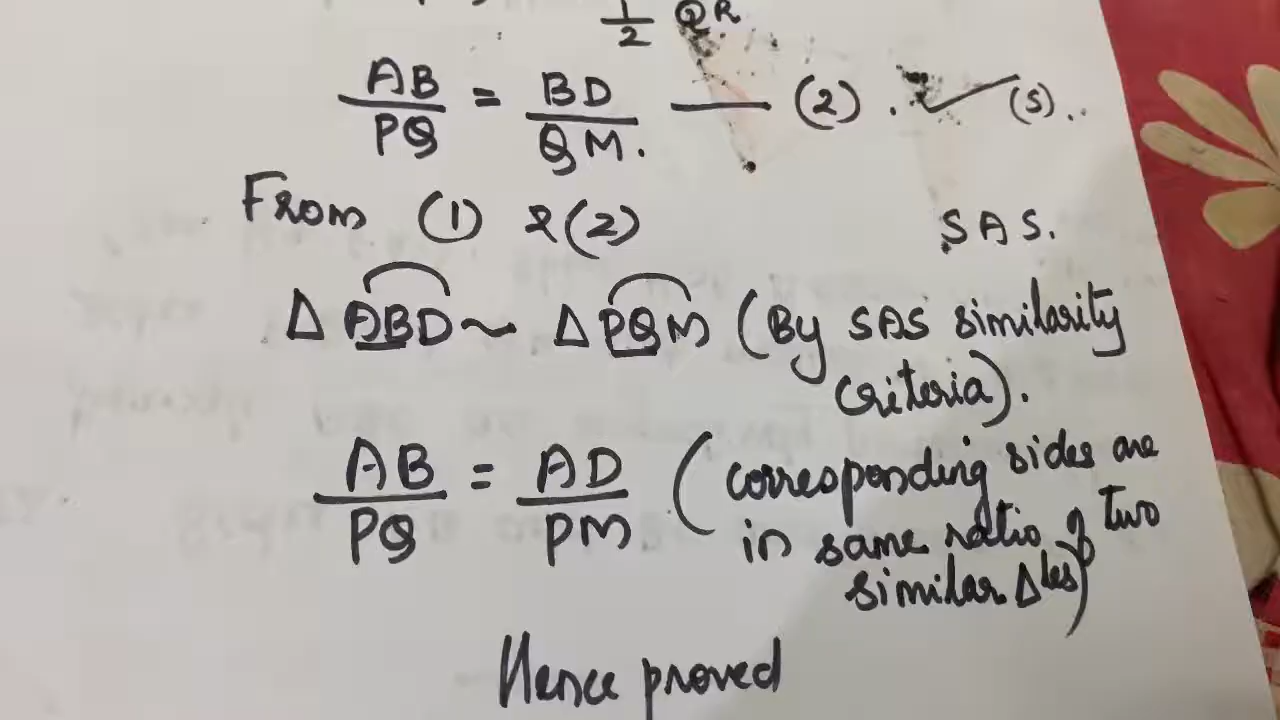 1/2 QR
AB/PQ = BD/QM. — (2). ✓ (S)..
From (1) & (2)
SAS.
Δ ABD ~ Δ PQM (By SAS similarity
criteria).
AB/PQ = AD/PM (corresponding sides are
in same ratio of two
similar Δles)
Hence proved